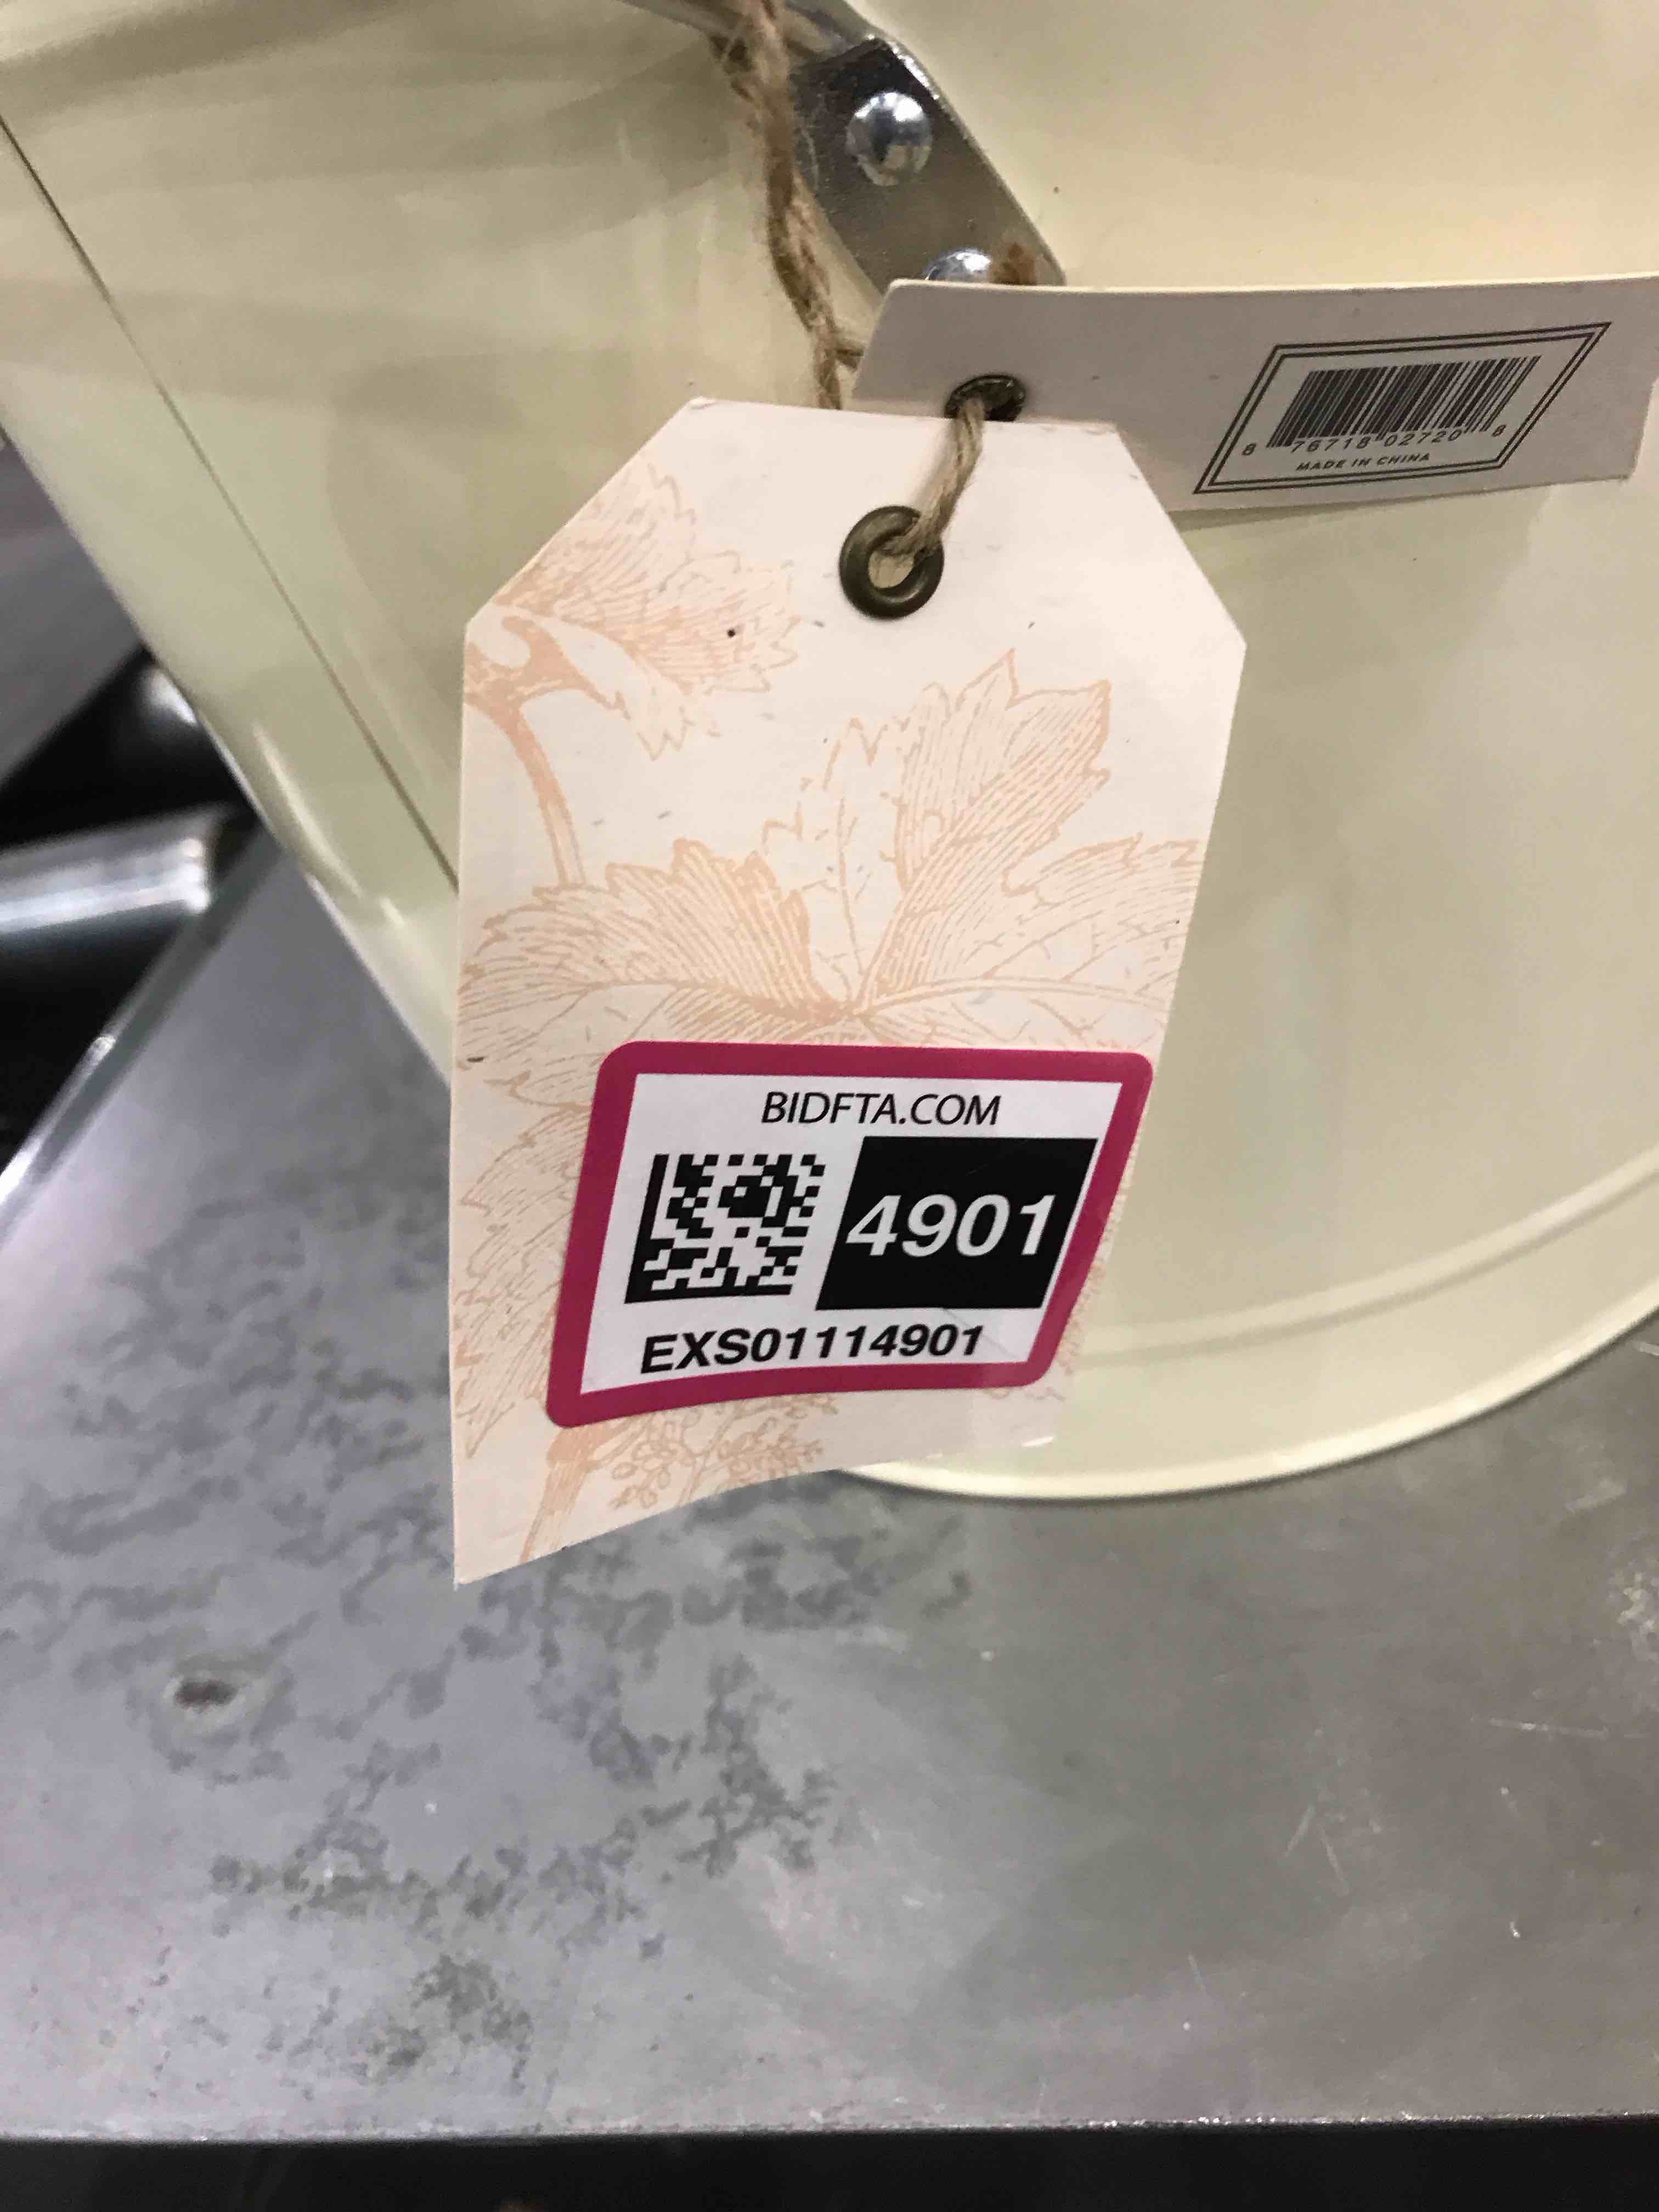 8 76718 02720 8
MADE IN CHINA
BIDFTA.COM
4901
EXS01114901